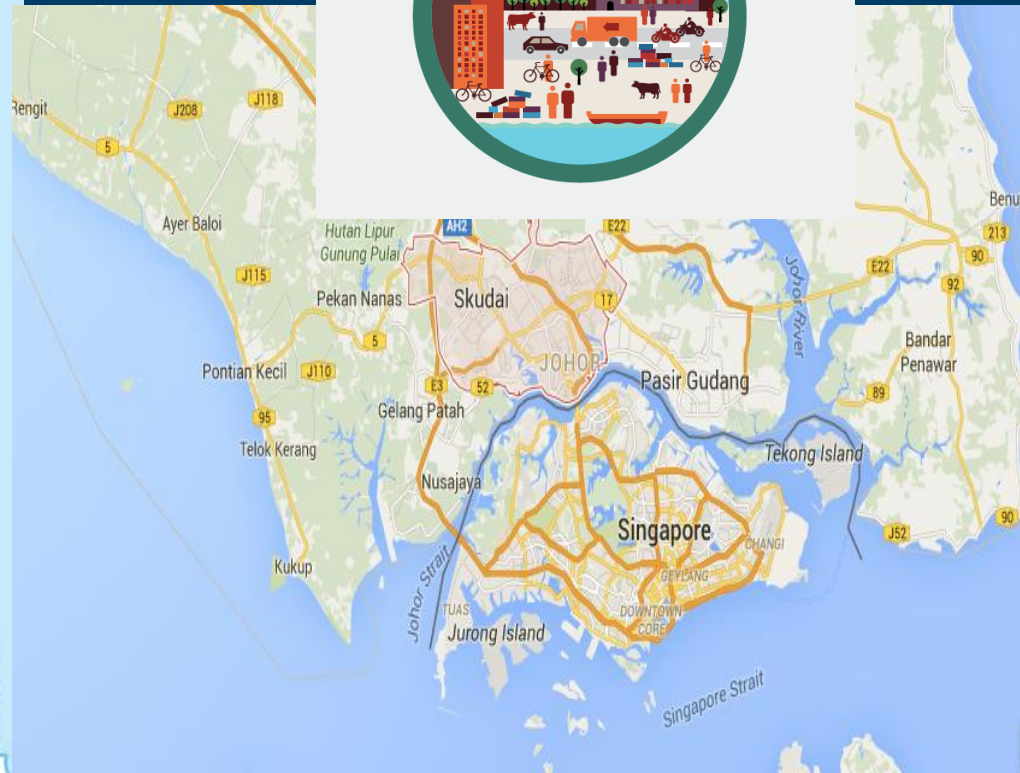 Rengit
J208
J118
5
Ayer Baloi
Hutan Lipur
Gunung Pulai
AH2
E22
Benu
213
90
E22
92
J115
Pekan Nanas
Skudai
17
Johor River
5
Bandar
Penawar
Pontian Kecil
J110
JOHOR
E3
52
Pasir Gudang
89
95
Gelang Patah
Telok Kerang
Tekong Island
Nusajaya
Singapore
90
J52
CHANGI
Kukup
GEYLANG
Johor Strait
TUAS
DOWNTOWN
CORE
Jurong Island
Singapore Strait